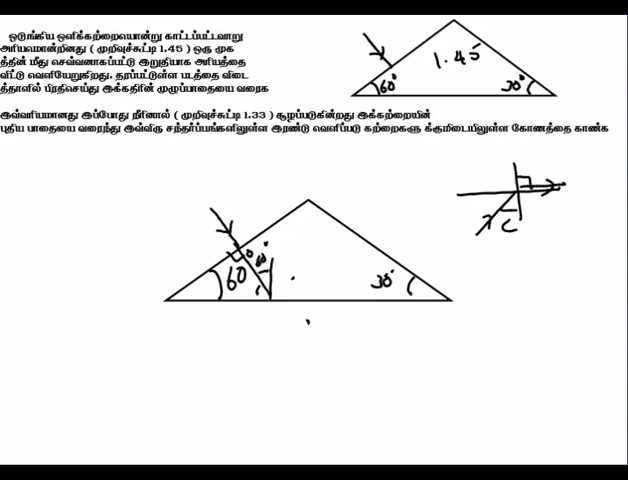 ஒடுங்கிய ஒளிக்கற்றையொன்று காட்டப்பட்டவாறு
அரியமொன்றினது ( முறிவுச்சுட்டி 1.45 ) ஒரு முக
த்தின் மீது செவ்வனாகப்பட்டு இறுதியாக அரியத்தை
விட்டு வெளியேறுகிறது. தரப்பட்டுள்ள படத்தை விடை
த்தாளில் பிரதிசெய்து இக்கதிரின் முழுப்பாதையை வரைக
1.45
60°
30°
இவ்வரியமானது இப்போது நீரினால் ( முறிவுச்சுட்டி 1.33 ) சூழப்படுகின்றது இக்கற்றையின்
புதிய பாதையை வரைந்து இவ்விரு சந்தர்ப்பங்களிலுள்ள இரண்டு வெளிப்படு கற்றைகளு க்குமிடையிலுள்ள கோணத்தை காண்க
C
60°
60
30°